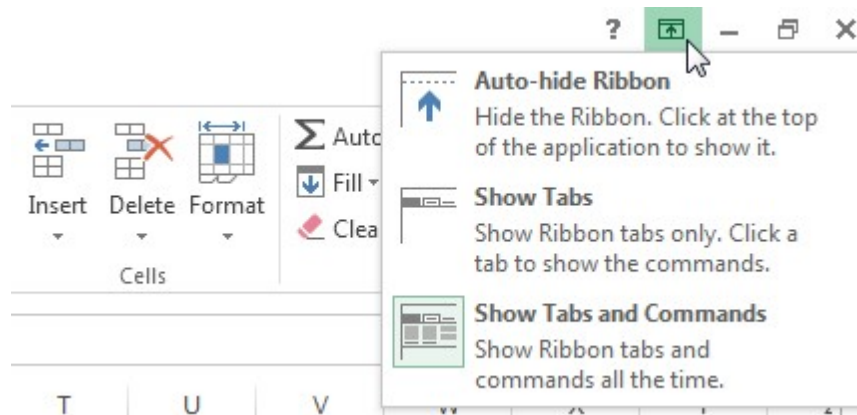 ?
Auto-hide Ribbon
Hide the Ribbon. Click at the top
of the application to show it.
Show Tabs
Show Ribbon tabs only. Click a
tab to show the commands.
Show Tabs and Commands
Show Ribbon tabs and
commands all the time.
Insert Delete Format
Cells
Σ Auto
Fill
Clea
T U V